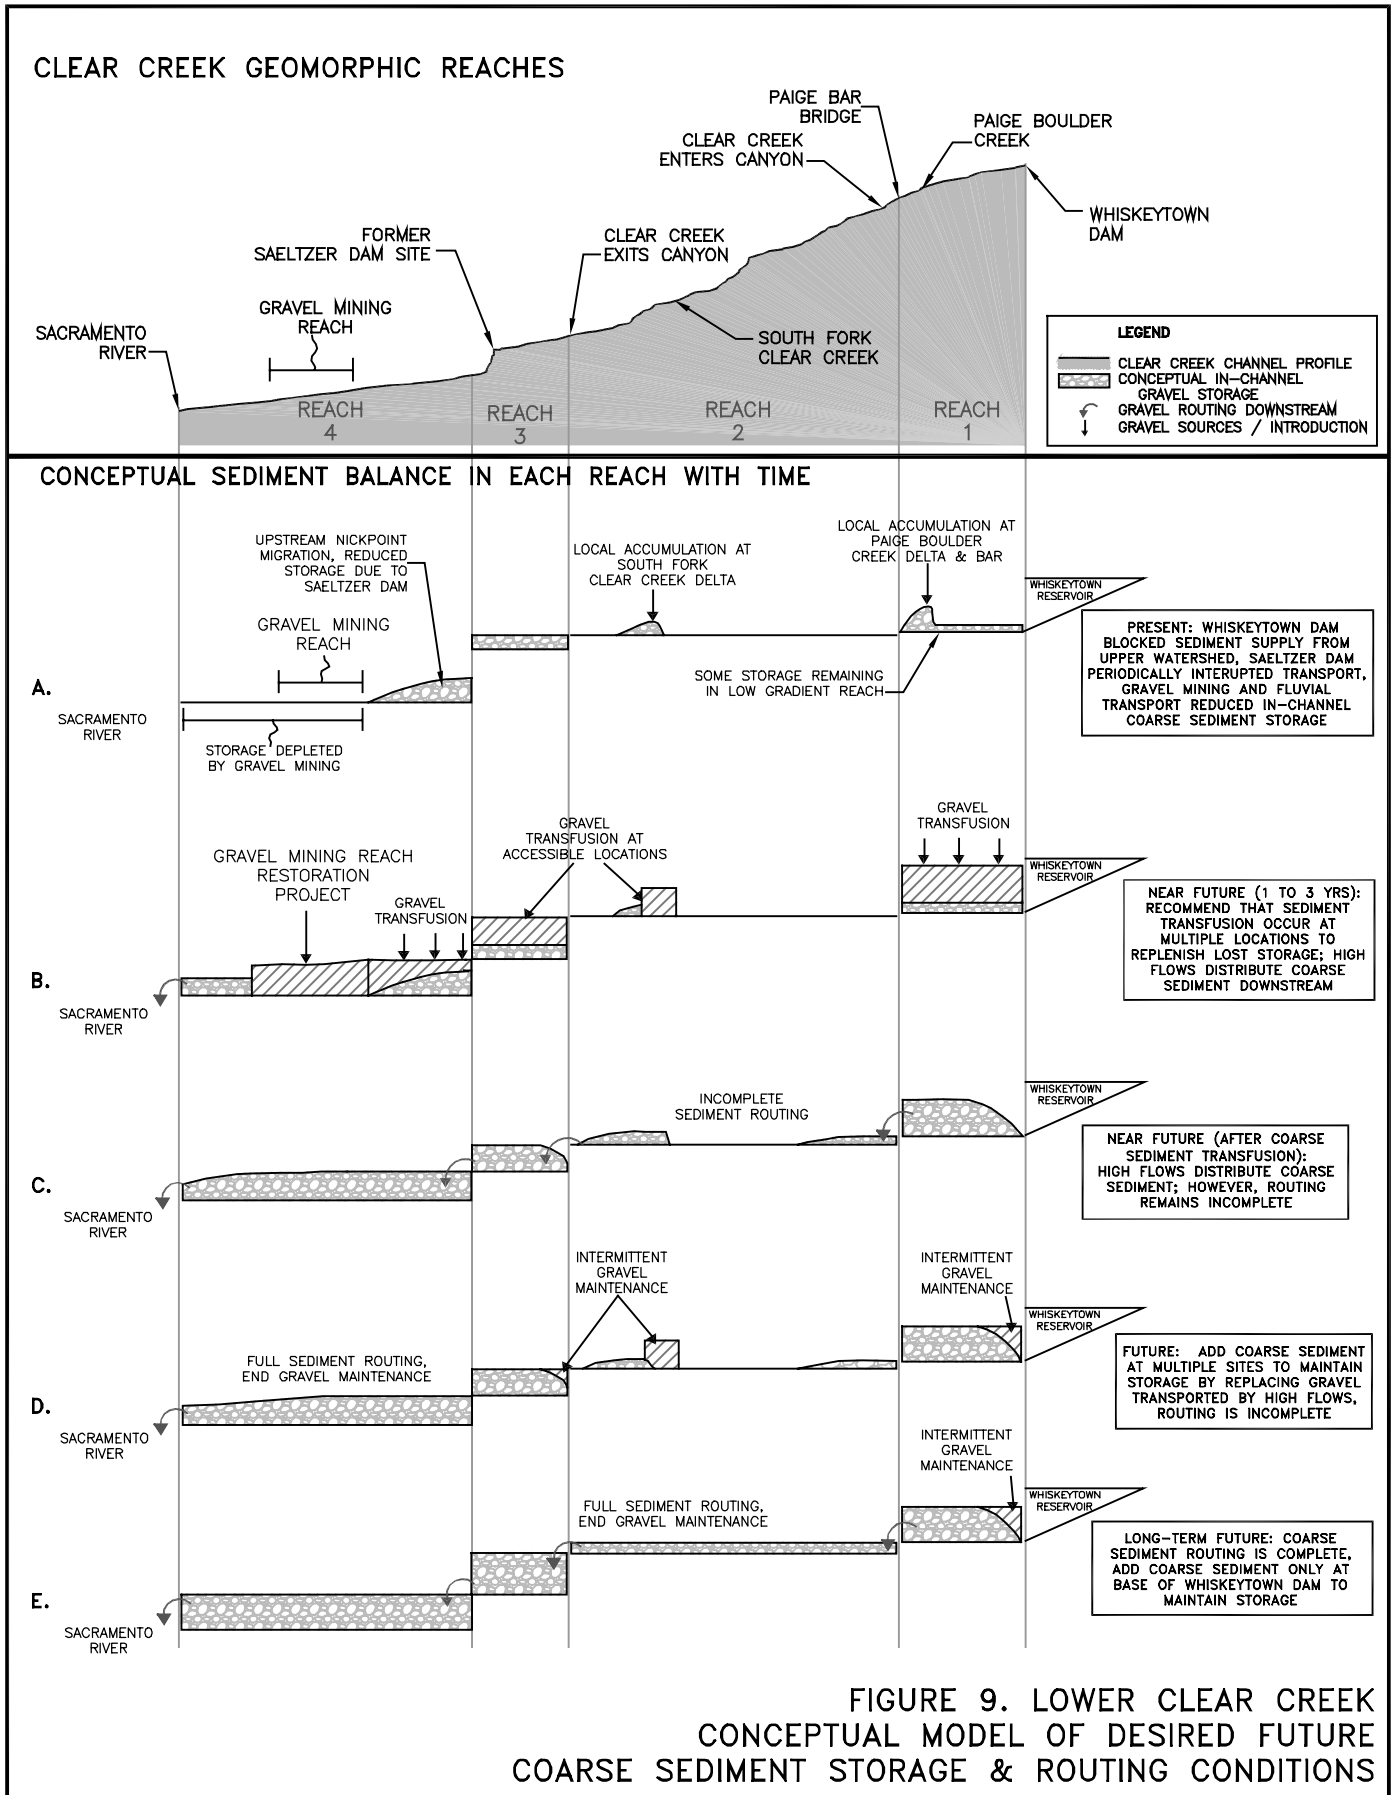 CLEAR CREEK GEOMORPHIC REACHES
PAIGE BAR
BRIDGE
PAIGE BOULDER
CREEK
CLEAR CREEK
ENTERS CANYON
WHISKEYTOWN
DAM
FORMER
SAELTZER DAM SITE
CLEAR CREEK
EXITS CANYON
GRAVEL MINING
REACH
SACRAMENTO
RIVER
SOUTH FORK
CLEAR CREEK
REACH
4
REACH
3
REACH
2
REACH
1
LEGEND
CLEAR CREEK CHANNEL PROFILE
CONCEPTUAL IN-CHANNEL
GRAVEL STORAGE
GRAVEL ROUTING DOWNSTREAM
GRAVEL SOURCES / INTRODUCTION
CONCEPTUAL SEDIMENT BALANCE IN EACH REACH WITH TIME
UPSTREAM NICKPOINT
MIGRATION, REDUCED
STORAGE DUE TO
SAELTZER DAM
LOCAL ACCUMULATION AT
SOUTH FORK
CLEAR CREEK DELTA
LOCAL ACCUMULATION AT
PAIGE BOULDER
CREEK DELTA & BAR
WHISKEYTOWN
RESERVOIR
GRAVEL MINING
REACH
SOME STORAGE REMAINING
IN LOW GRADIENT REACH
A.
SACRAMENTO
RIVER
STORAGE DEPLETED
BY GRAVEL MINING
PRESENT: WHISKEYTOWN DAM
BLOCKED SEDIMENT SUPPLY FROM
UPPER WATERSHED, SAELTZER DAM
PERIODICALLY INTERUPTED TRANSPORT,
GRAVEL MINING AND FLUVIAL
TRANSPORT REDUCED IN-CHANNEL
COARSE SEDIMENT STORAGE
GRAVEL MINING REACH
RESTORATION
PROJECT
GRAVEL
TRANSFUSION
GRAVEL
TRANSFUSION AT
ACCESSIBLE LOCATIONS
GRAVEL
TRANSFUSION
WHISKEYTOWN
RESERVOIR
B.
SACRAMENTO
RIVER
NEAR FUTURE (1 TO 3 YRS):
RECOMMEND THAT SEDIMENT
TRANSFUSION OCCUR AT
MULTIPLE LOCATIONS TO
REPLENISH LOST STORAGE; HIGH
FLOWS DISTRIBUTE COARSE
SEDIMENT DOWNSTREAM
INCOMPLETE
SEDIMENT ROUTING
WHISKEYTOWN
RESERVOIR
C.
SACRAMENTO
RIVER
NEAR FUTURE (AFTER COARSE
SEDIMENT TRANSFUSION):
HIGH FLOWS DISTRIBUTE COARSE
SEDIMENT; HOWEVER, ROUTING
REMAINS INCOMPLETE
INTERMITTENT
GRAVEL
MAINTENANCE
INTERMITTENT
GRAVEL
MAINTENANCE
WHISKEYTOWN
RESERVOIR
FULL SEDIMENT ROUTING,
END GRAVEL MAINTENANCE
D.
SACRAMENTO
RIVER
FUTURE: ADD COARSE SEDIMENT
AT MULTIPLE SITES TO MAINTAIN
STORAGE BY REPLACING GRAVEL
TRANSPORTED BY HIGH FLOWS,
ROUTING IS INCOMPLETE
INTERMITTENT
GRAVEL
MAINTENANCE
WHISKEYTOWN
RESERVOIR
FULL SEDIMENT ROUTING,
END GRAVEL MAINTENANCE
E.
SACRAMENTO
RIVER
LONG-TERM FUTURE: COARSE
SEDIMENT ROUTING IS COMPLETE,
ADD COARSE SEDIMENT ONLY AT
BASE OF WHISKEYTOWN DAM TO
MAINTAIN STORAGE
FIGURE 9. LOWER CLEAR CREEK
CONCEPTUAL MODEL OF DESIRED FUTURE
COARSE SEDIMENT STORAGE & ROUTING CONDITIONS